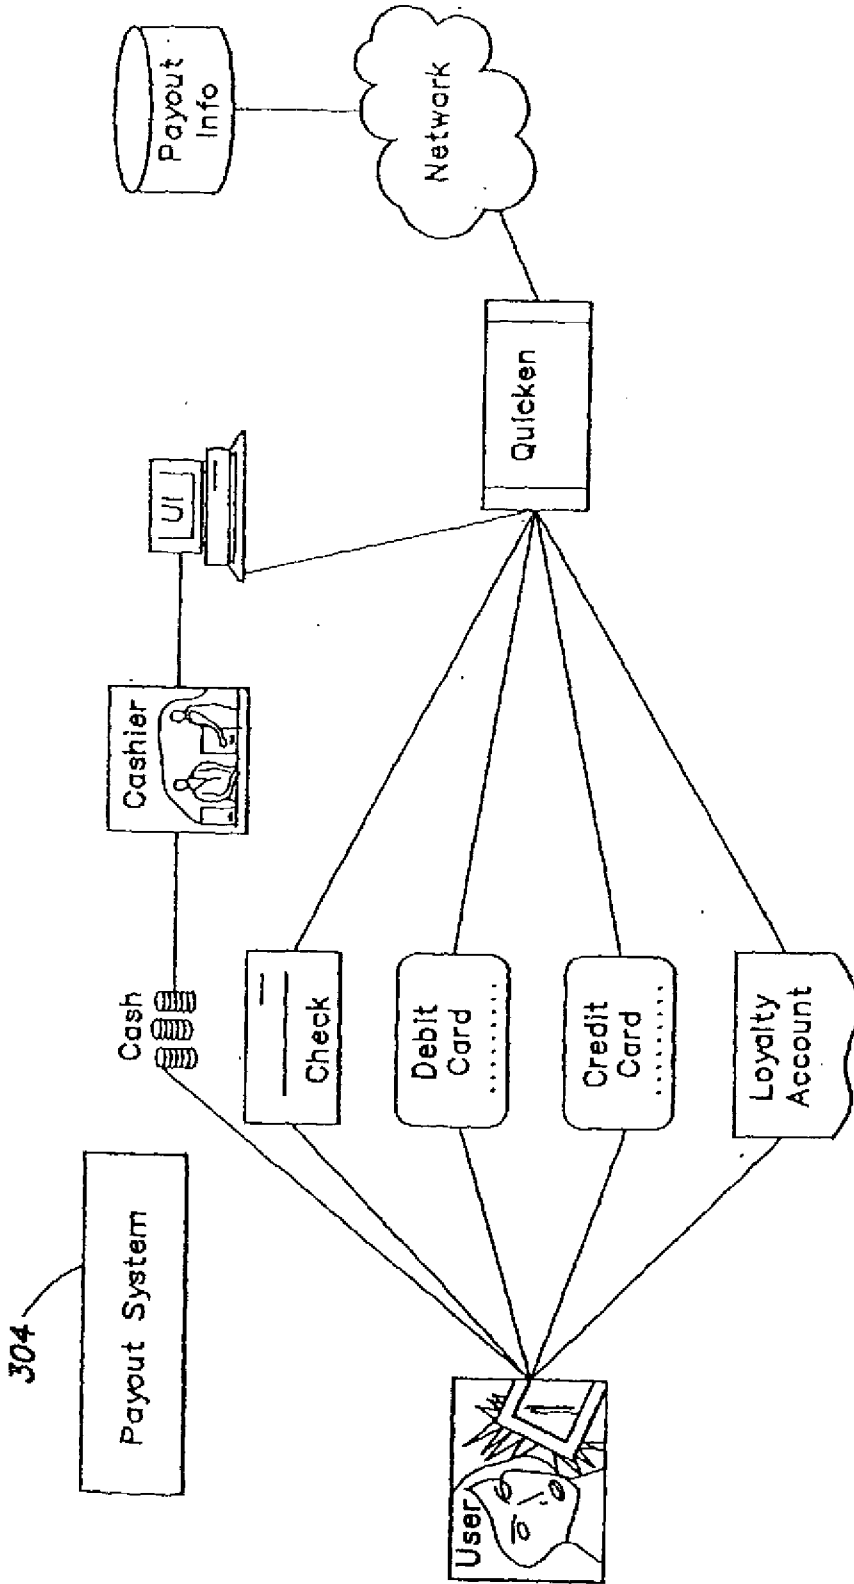 304
Payout System
Cash
Cashier
UI
Payout
Info
User
Check
Debit
Card
Credit
Card
Loyalty
Account
Quicken
Network